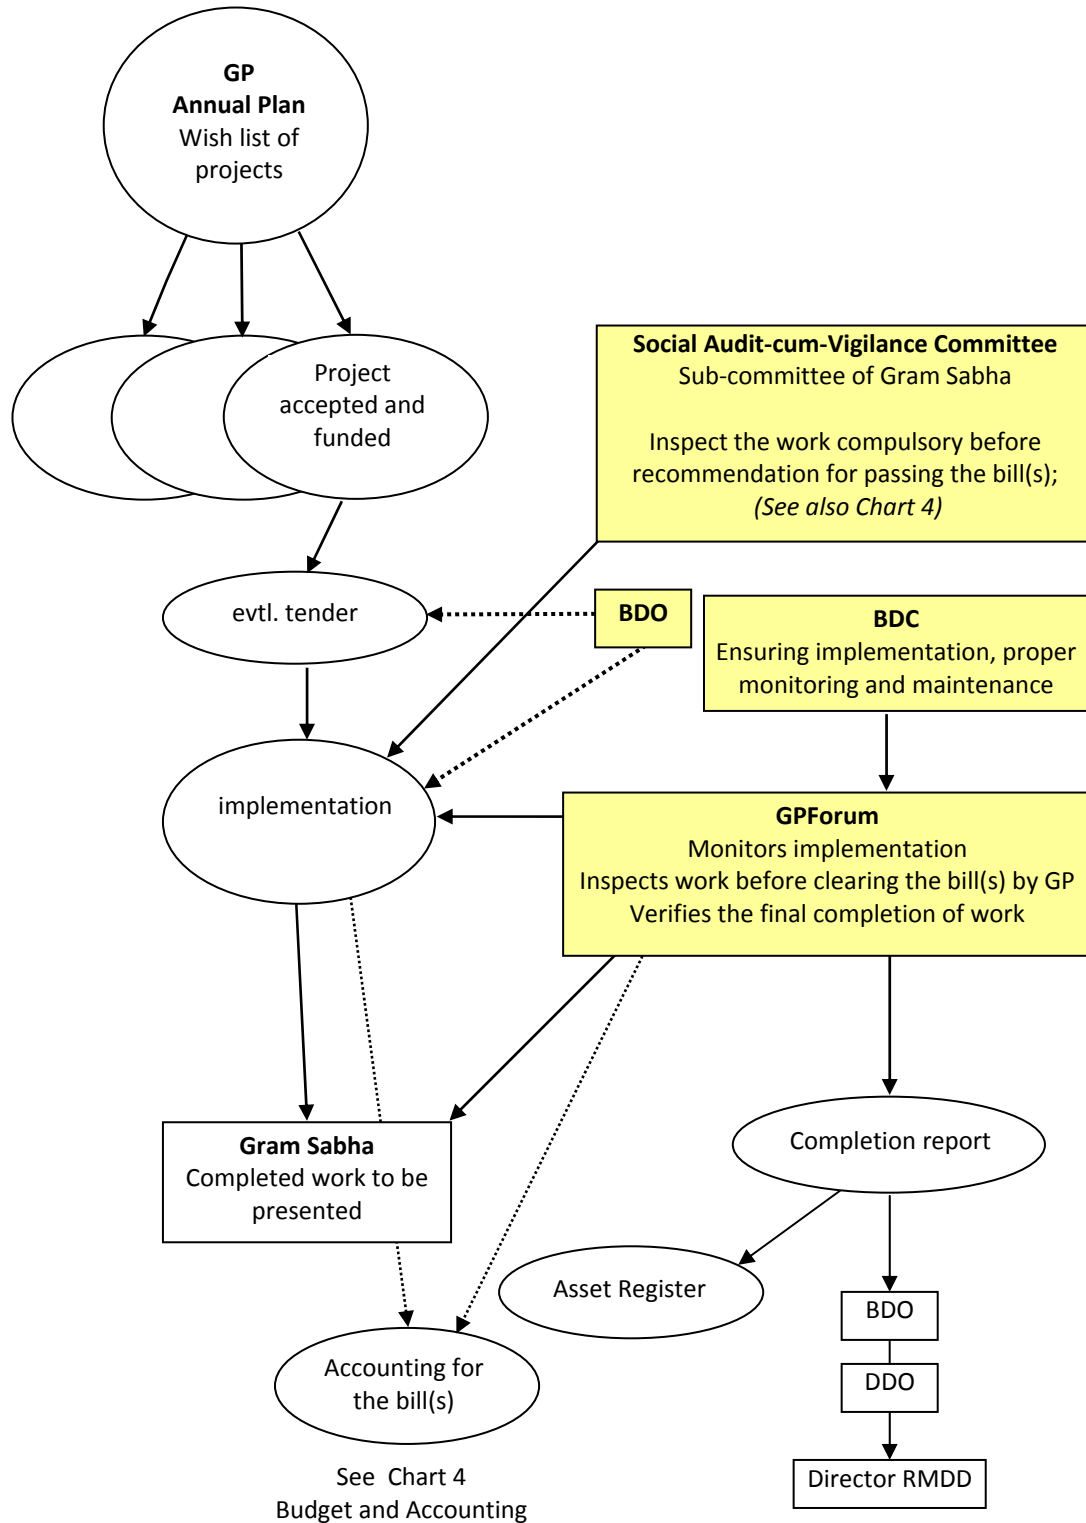 GP
Annual Plan
Wish list of
projects
Project
accepted and
funded
Social Audit-cum-Vigilance Committee
Sub-committee of Gram Sabha
Inspect the work compulsory before
recommendation for passing the bill(s);
(See also Chart 4)
evtl. tender
BDO
BDC
Ensuring implementation, proper
monitoring and maintenance
implementation
GPForum
Monitors implementation
Inspects work before clearing the bill(s) by GP
Verifies the final completion of work
Gram Sabha
Completed work to be
presented
Completion report
Asset Register
BDO
DDO
Director RMDD
Accounting for
the bill(s)
See Chart 4
Budget and Accounting